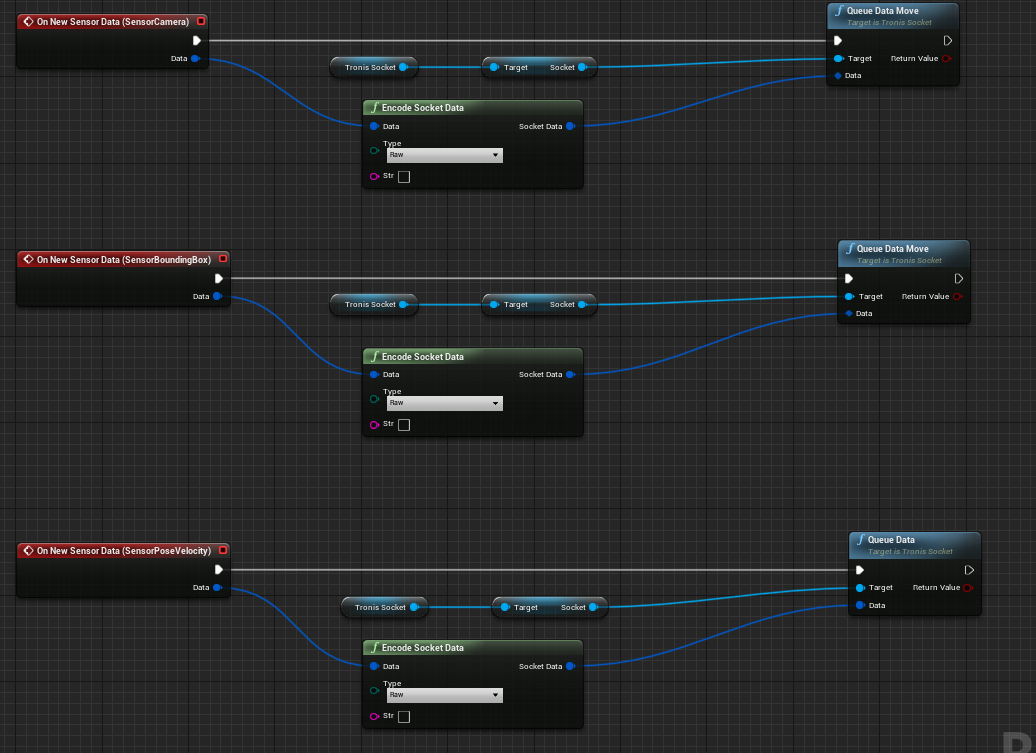 On New Sensor Data (SensorCamera)
Data
Tronis Socket
Target Socket
Queue Data Move
Target is Tronis Socket
Target Return Value
Data
Encode Socket Data
Data Socket Data
Type
Raw
Str
On New Sensor Data (SensorBoundingBox)
Data
Tronis Socket
Target Socket
Queue Data Move
Target is Tronis Socket
Target Return Value
Data
Encode Socket Data
Data Socket Data
Type
Raw
Str
On New Sensor Data (SensorPoseVelocity)
Data
Tronis Socket
Target Socket
Queue Data
Target is Tronis Socket
Target Return Value
Data
Encode Socket Data
Data Socket Data
Type
Raw
Str